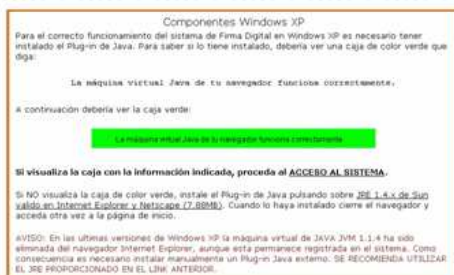 Componentes Windows XP
Para el correcto funcionamiento del sistema de Firma Digital en Windows XP es necesario tener
instalado el Plug-in de Java. Para saber si lo tiene instalado, debería ver una caja de color verde que
diga:
La máquina virtual Java de tu navegador funciona correctamente.
A continuación debería ver la caja verde:
La máquina virtual Java de tu navegador funciona correctamente
Si visualiza la caja con la información indicada, proceda al ACCESO AL SISTEMA.
Si NO visualiza la caja de color verde, instale el Plug-in de Java pulsando sobre JRE 1.4.x de Sun
valido en Internet Explorer y Netscape (7.88MB). Cuando lo haya instalado cierre el navegador y
acceda otra vez a la página de inicio.
AVISO: En las ultimas versiones de Windows XP la máquina virtual de JAVA JVM 1.1.4 ha sido
eliminada del navegador Internet Explorer, aunque esta permanece registrada en el sistema. Como
consecuencia es necesario instalar manualmente un Plug-in Java externo. SE RECOMIENDA UTILIZAR
EL JRE PROPORCIONADO EN EL LINK ANTERIOR.